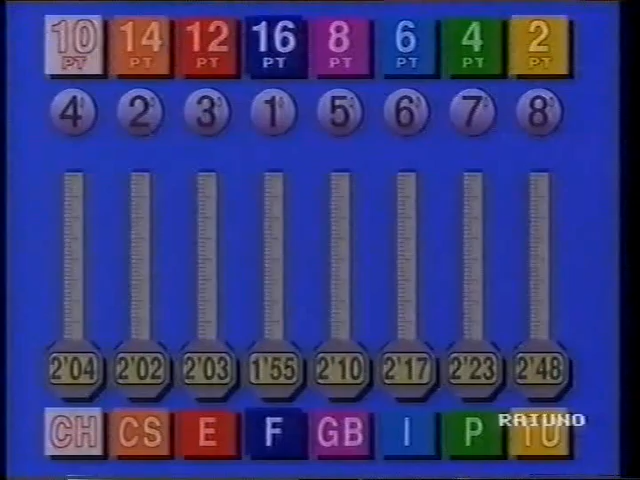 10 14 12 16 8 6 4 2
PT PT PT PT PT PT PT PT
4° 2° 3° 1° 5° 6° 7° 8°
2'04 2'02 2'03 1'55 2'10 2'17 2'23 2'48
RAIUNO
CH CS E F GB I P TU